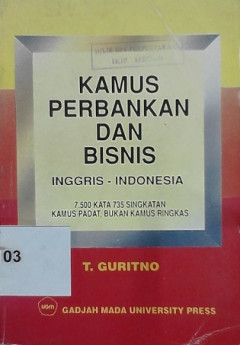 KAMUS
PERBANKAN
DAN
BISNIS
INGGRIS - INDONESIA
7.500 KATA 735 SINGKATAN
KAMUS PADAT, BUKAN KAMUS RINGKAS
03
T. GURITNO
GADJAH MADA UNIVERSITY PRESS